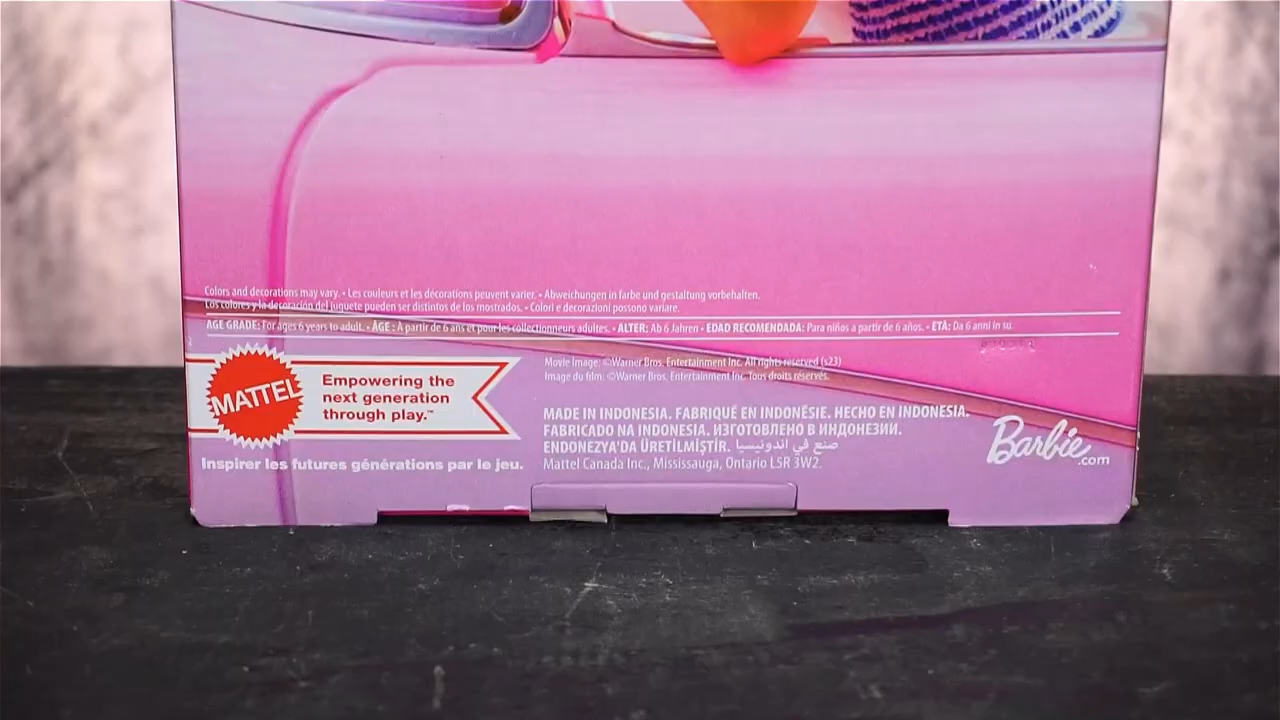 Colors and decorations may vary. • Les couleurs et les décorations peuvent varier. • Abweichungen in farbe und gestaltung vorbehalten.
Los colores y la decoración del juguete pueden ser distintos de los mostrados. • Colori e decorazioni possono variare.
AGE GRADE: For ages 6 years to adult. • ÂGE : À partir de 6 ans et pour les collectionneurs adultes. • ALTER: Ab 6 Jahren • EDAD RECOMENDADA: Para niños a partir de 6 años. • ETÀ: Da 6 anni in su.
MATTEL
Empowering the
next generation
through play.™
Inspirer les futures générations par le jeu.
Movie Image: ©Warner Bros. Entertainment Inc. All rights reserved (s23)
Image du film: ©Warner Bros. Entertainment Inc. Tous droits réservés.
MADE IN INDONESIA. FABRIQUÉ EN INDONÉSIE. HECHO EN INDONESIA.
FABRICADO NA INDONESIA. ИЗГОТОВЛЕНО В ИНДОНЕЗИИ.
ENDONEZYA'DA ÜRETİLMİŞTİR. صنع في اندونيسيا
Mattel Canada Inc., Mississauga, Ontario L5R 3W2.
Barbie.com